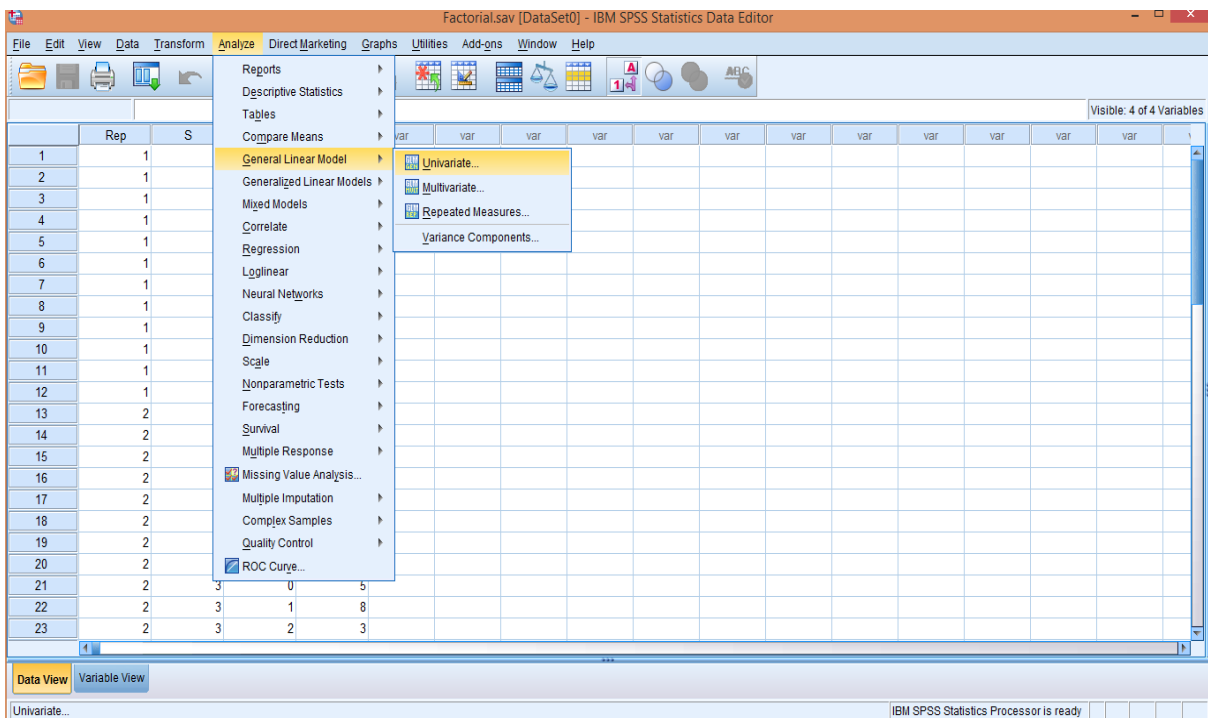 Factorial.sav [DataSet0] - IBM SPSS Statistics Data Editor
File Edit View Data Transform Analyze Direct Marketing Graphs Utilities Add-ons Window Help
Visible: 4 of 4 Variables
Rep S var var var var var var var var var var var
Reports
Descriptive Statistics
Tables
Compare Means
General Linear Model
Generalized Linear Models
Mixed Models
Correlate
Regression
Loglinear
Neural Networks
Classify
Dimension Reduction
Scale
Nonparametric Tests
Forecasting
Survival
Multiple Response
Missing Value Analysis...
Multiple Imputation
Complex Samples
Quality Control
ROC Curve...
Univariate...
Multivariate...
Repeated Measures...
Variance Components...
1 1
2 1
3 1
4 1
5 1
6 1
7 1
8 1
9 1
10 1
11 1
12 1
13 2
14 2
15 2
16 2
17 2
18 2
19 2
20 2
21 2 3 0 5
22 2 3 1 8
23 2 3 2 3
Data View Variable View
Univariate... IBM SPSS Statistics Processor is ready